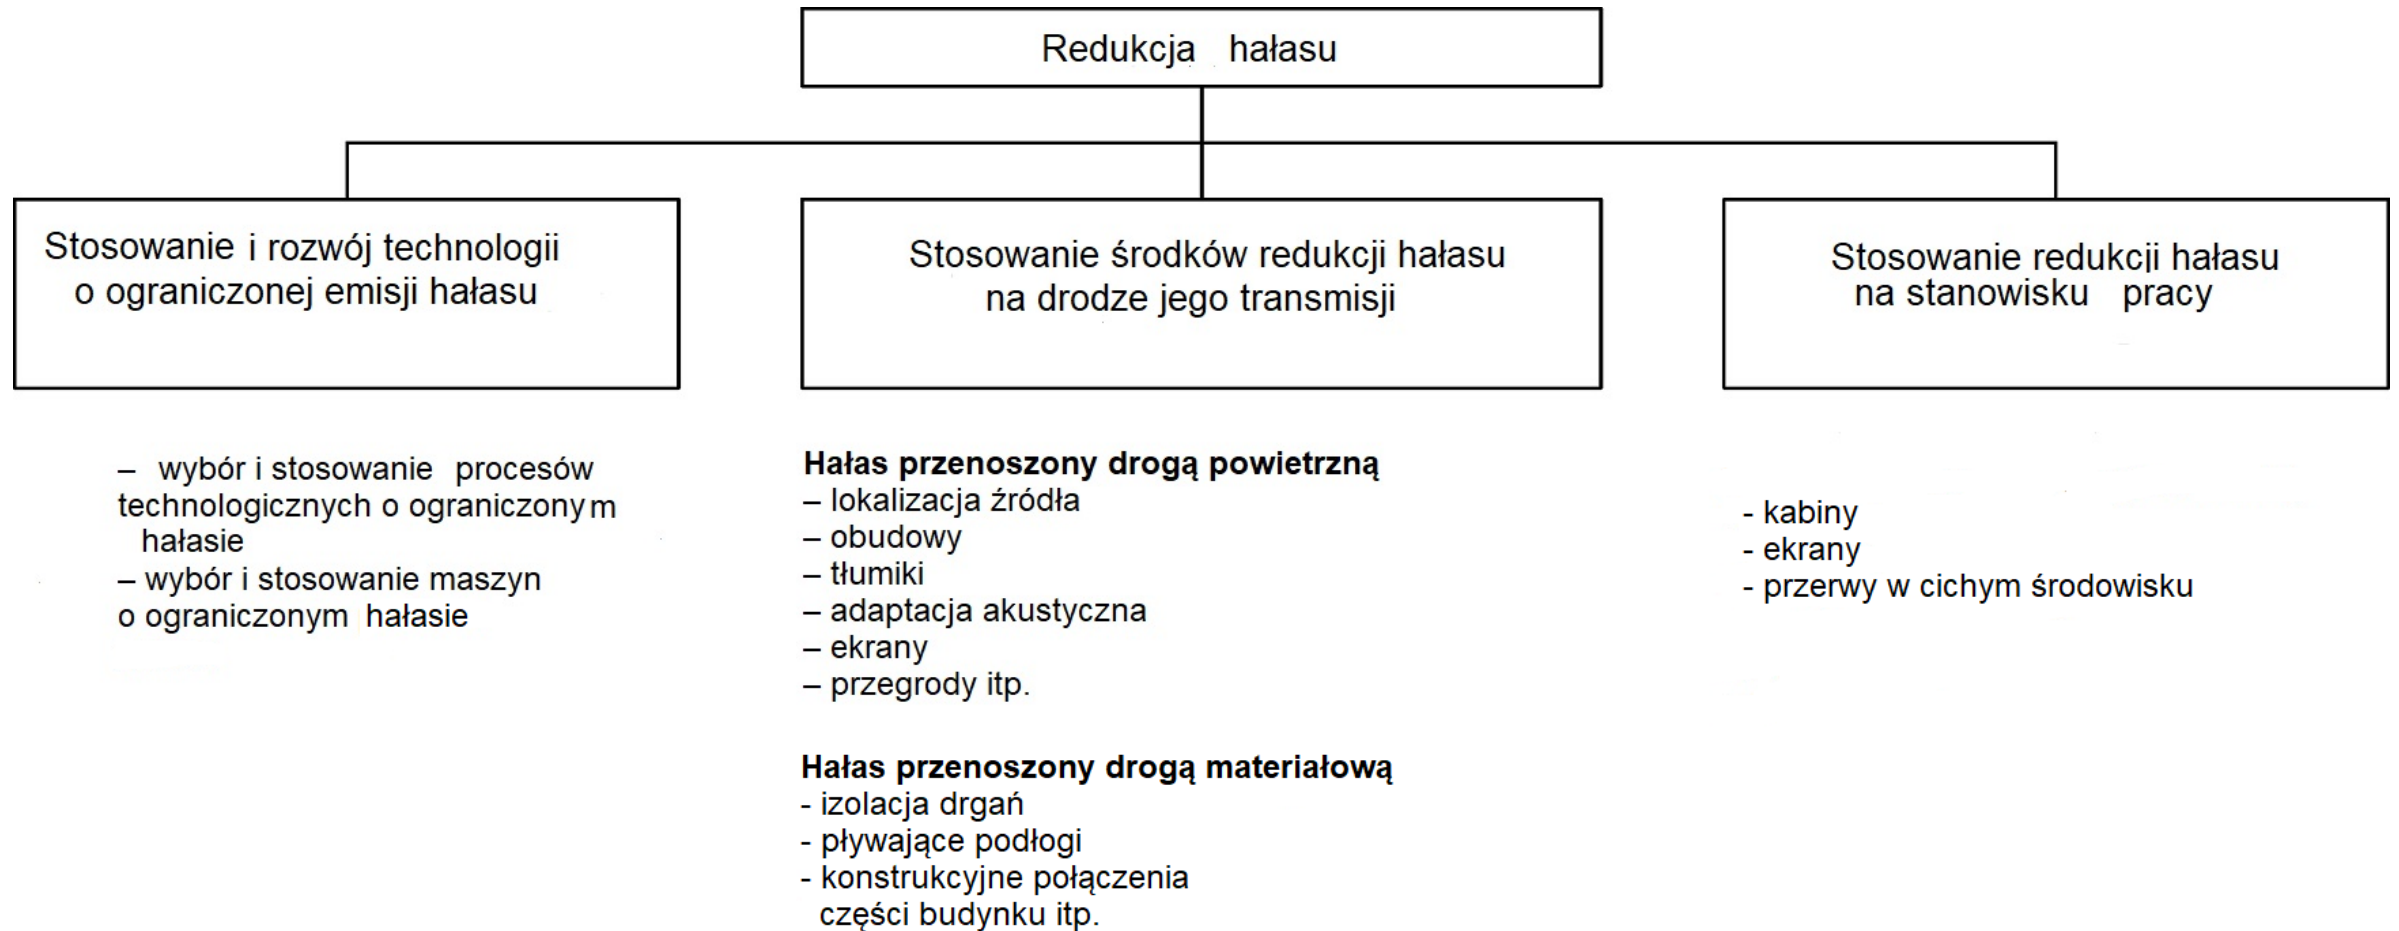 Redukcja hałasu
Stosowanie i rozwój technologii
o ograniczonej emisji hałasu
Stosowanie środków redukcji hałasu
na drodze jego transmisji
Stosowanie redukcji hałasu
na stanowisku pracy
– wybór i stosowanie procesów
technologicznych o ograniczonym
hałasie
– wybór i stosowanie maszyn
o ograniczonym hałasie
Hałas przenoszony drogą powietrzną
– lokalizacja źródła
– obudowy
– tłumiki
– adaptacja akustyczna
– ekrany
– przegrody itp.
Hałas przenoszony drogą materiałową
- izolacja drgań
- pływające podłogi
- konstrukcyjne połączenia
części budynku itp.
- kabiny
- ekrany
- przerwy w cichym środowisku